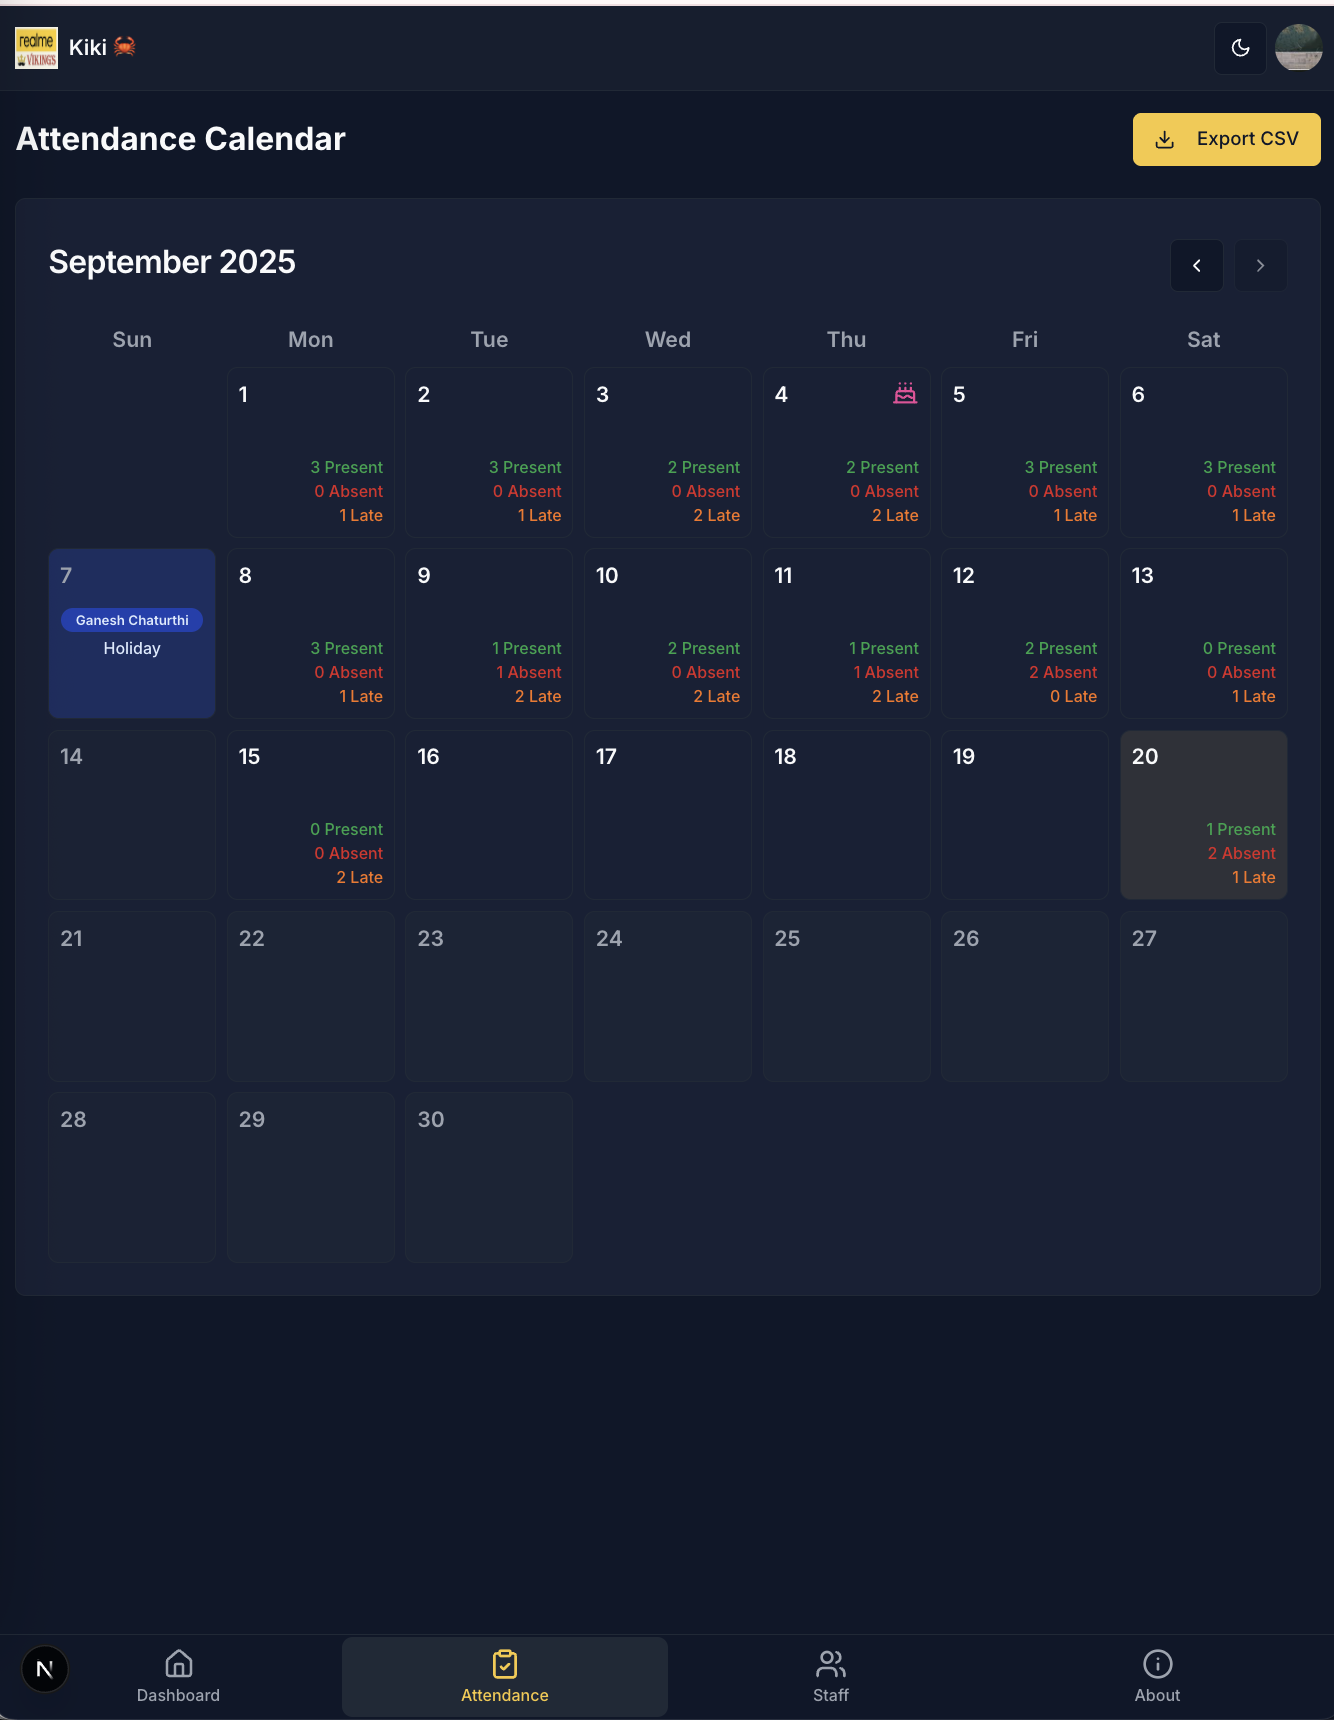 realme
VIKINGS
Kiki 🦀
Attendance Calendar
Export CSV
September 2025
Sun Mon Tue Wed Thu Fri Sat
1 2 3 4 5 6
3 Present 3 Present 2 Present 2 Present 3 Present 3 Present
0 Absent 0 Absent 0 Absent 0 Absent 0 Absent 0 Absent
1 Late 1 Late 2 Late 2 Late 1 Late 1 Late
7 8 9 10 11 12 13
Ganesh Chaturthi
Holiday 3 Present 1 Present 2 Present 1 Present 2 Present 0 Present
0 Absent 1 Absent 0 Absent 1 Absent 2 Absent 0 Absent
1 Late 2 Late 2 Late 2 Late 0 Late 1 Late
14 15 16 17 18 19 20
0 Present 1 Present
0 Absent 2 Absent
2 Late 1 Late
21 22 23 24 25 26 27
28 29 30
N
Dashboard Attendance Staff About